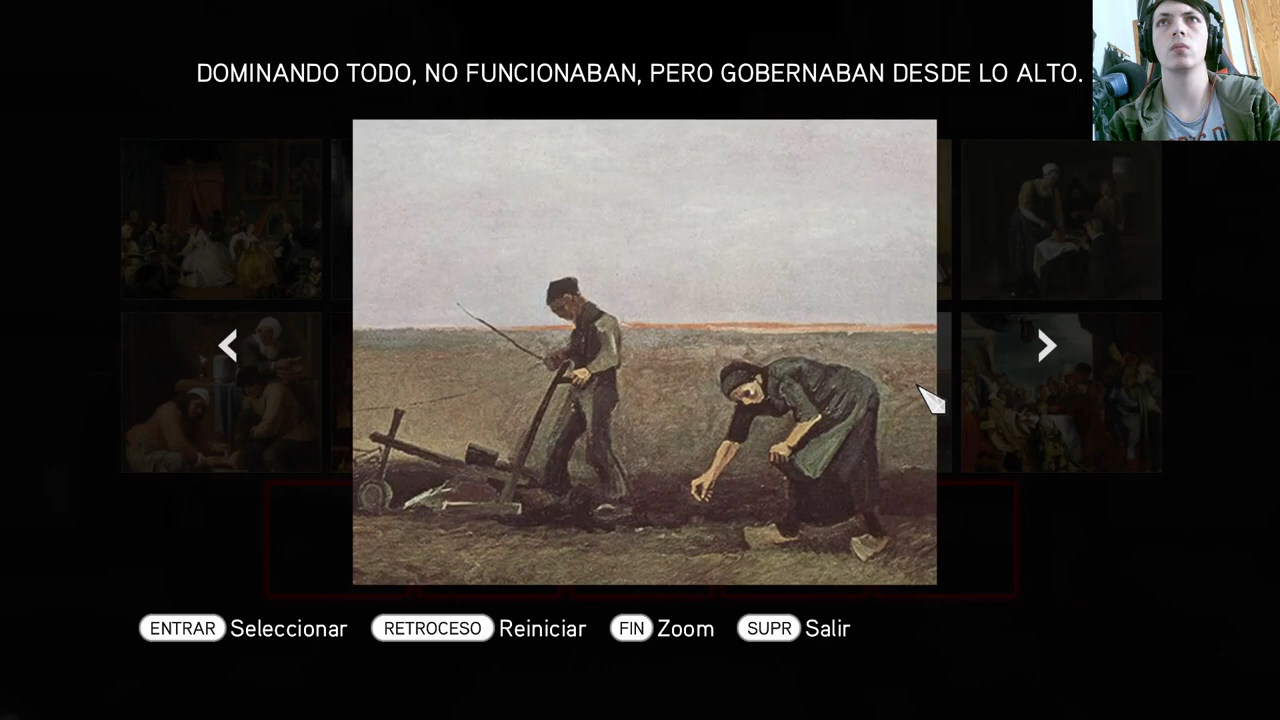 DOMINANDO TODO, NO FUNCIONABAN, PERO GOBERNABAN DESDE LO ALTO.
ENTRAR Seleccionar RETROCESO Reiniciar FIN Zoom SUPR Salir